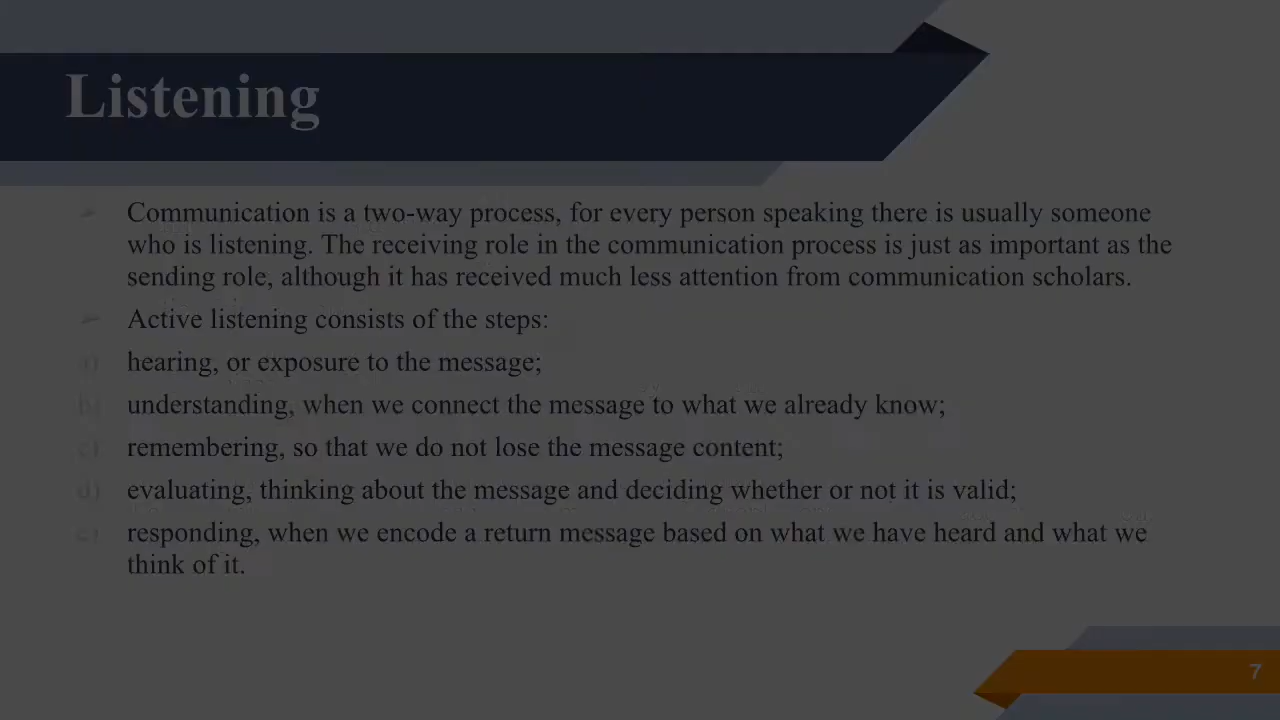 Listening
➢ Communication is a two-way process, for every person speaking there is usually someone
who is listening. The receiving role in the communication process is just as important as the
sending role, although it has received much less attention from communication scholars.
➢ Active listening consists of the steps:
a) hearing, or exposure to the message;
b) understanding, when we connect the message to what we already know;
c) remembering, so that we do not lose the message content;
d) evaluating, thinking about the message and deciding whether or not it is valid;
e) responding, when we encode a return message based on what we have heard and what we
think of it.
7